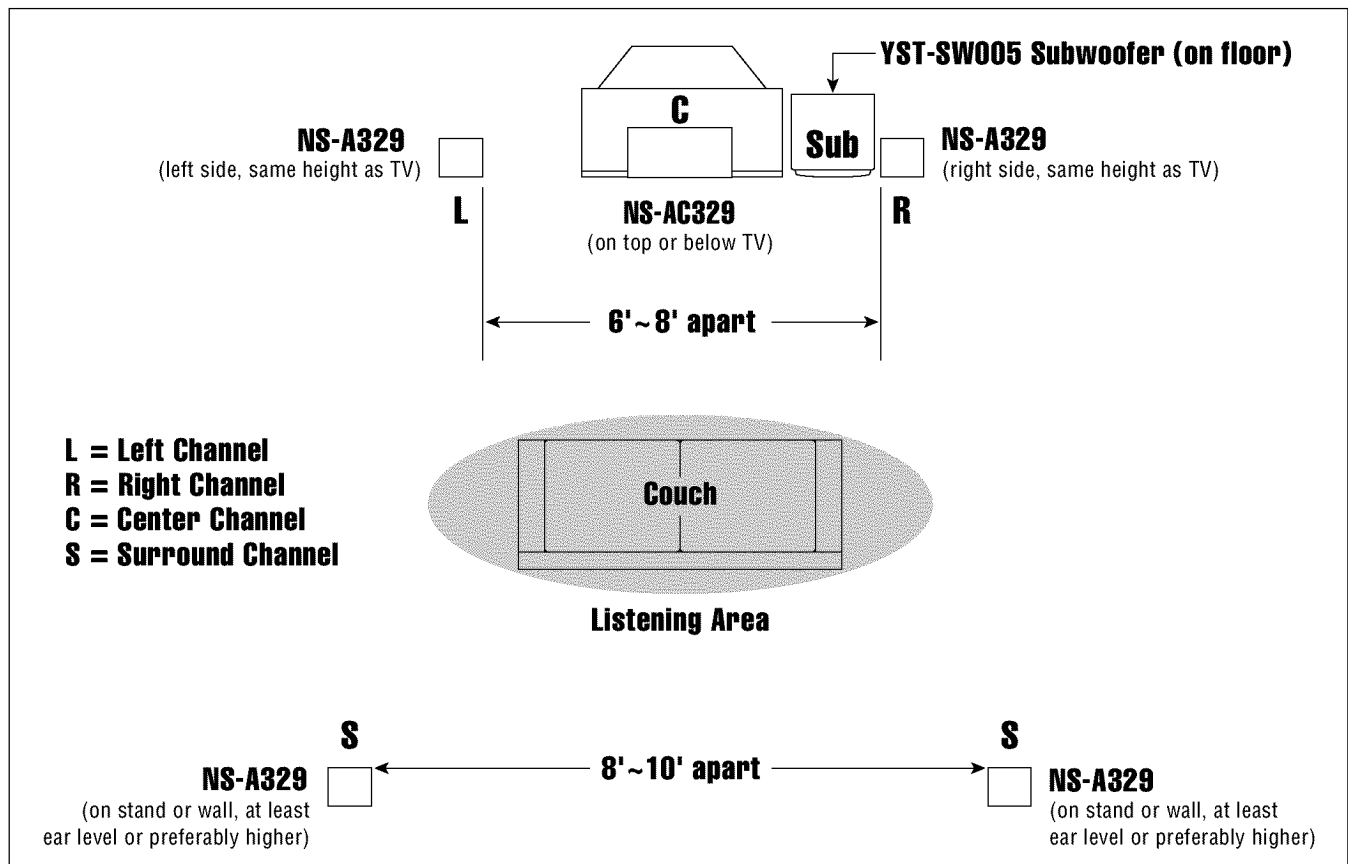 YST-SW005 Subwoofer (on floor)
C
Sub
NS-A329
(left side, same height as TV)
L
NS-AC329
(on top or below TV)
NS-A329
(right side, same height as TV)
R
6'~8' apart
L = Left Channel
R = Right Channel
C = Center Channel
S = Surround Channel
Couch
Listening Area
S
NS-A329
(on stand or wall, at least
ear level or preferably higher)
8'~10' apart
S
NS-A329
(on stand or wall, at least
ear level or preferably higher)